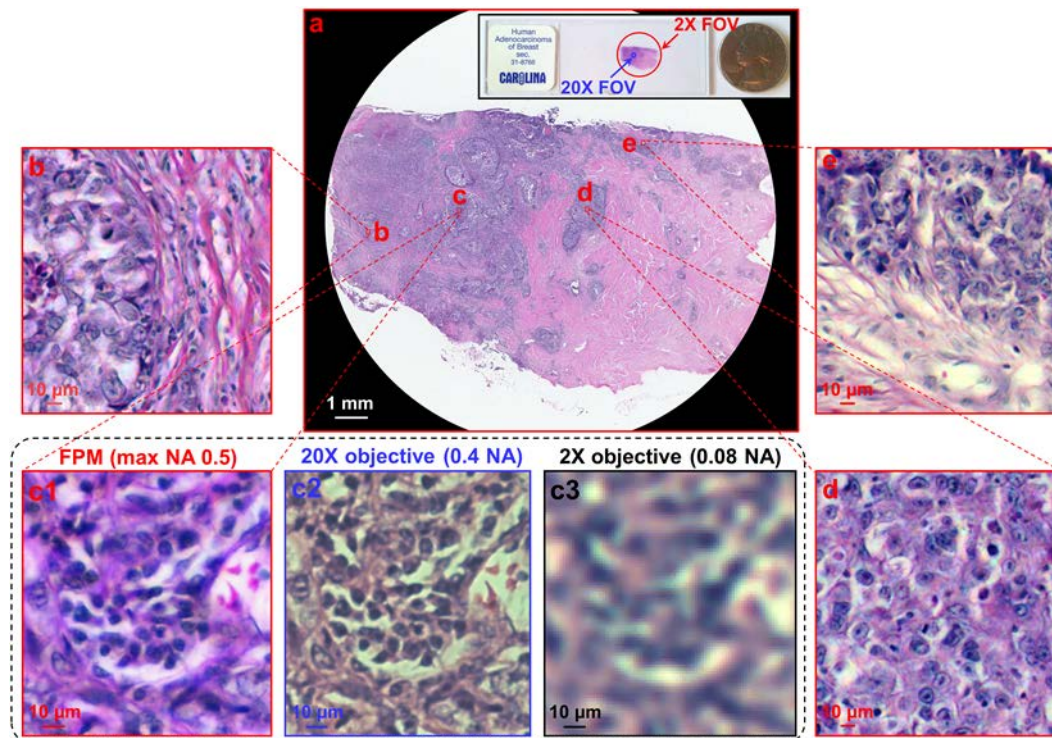 a
Human
Adenocarcinoma
of Breast
sec.
31-8766
CAROLINA
2X FOV
20X FOV
b
c
d
e
1 mm
b
10 µm
e
10 µm
FPM (max NA 0.5)
20X objective (0.4 NA)
2X objective (0.08 NA)
c1
10 µm
c2
10 µm
c3
10 µm
d
10 µm